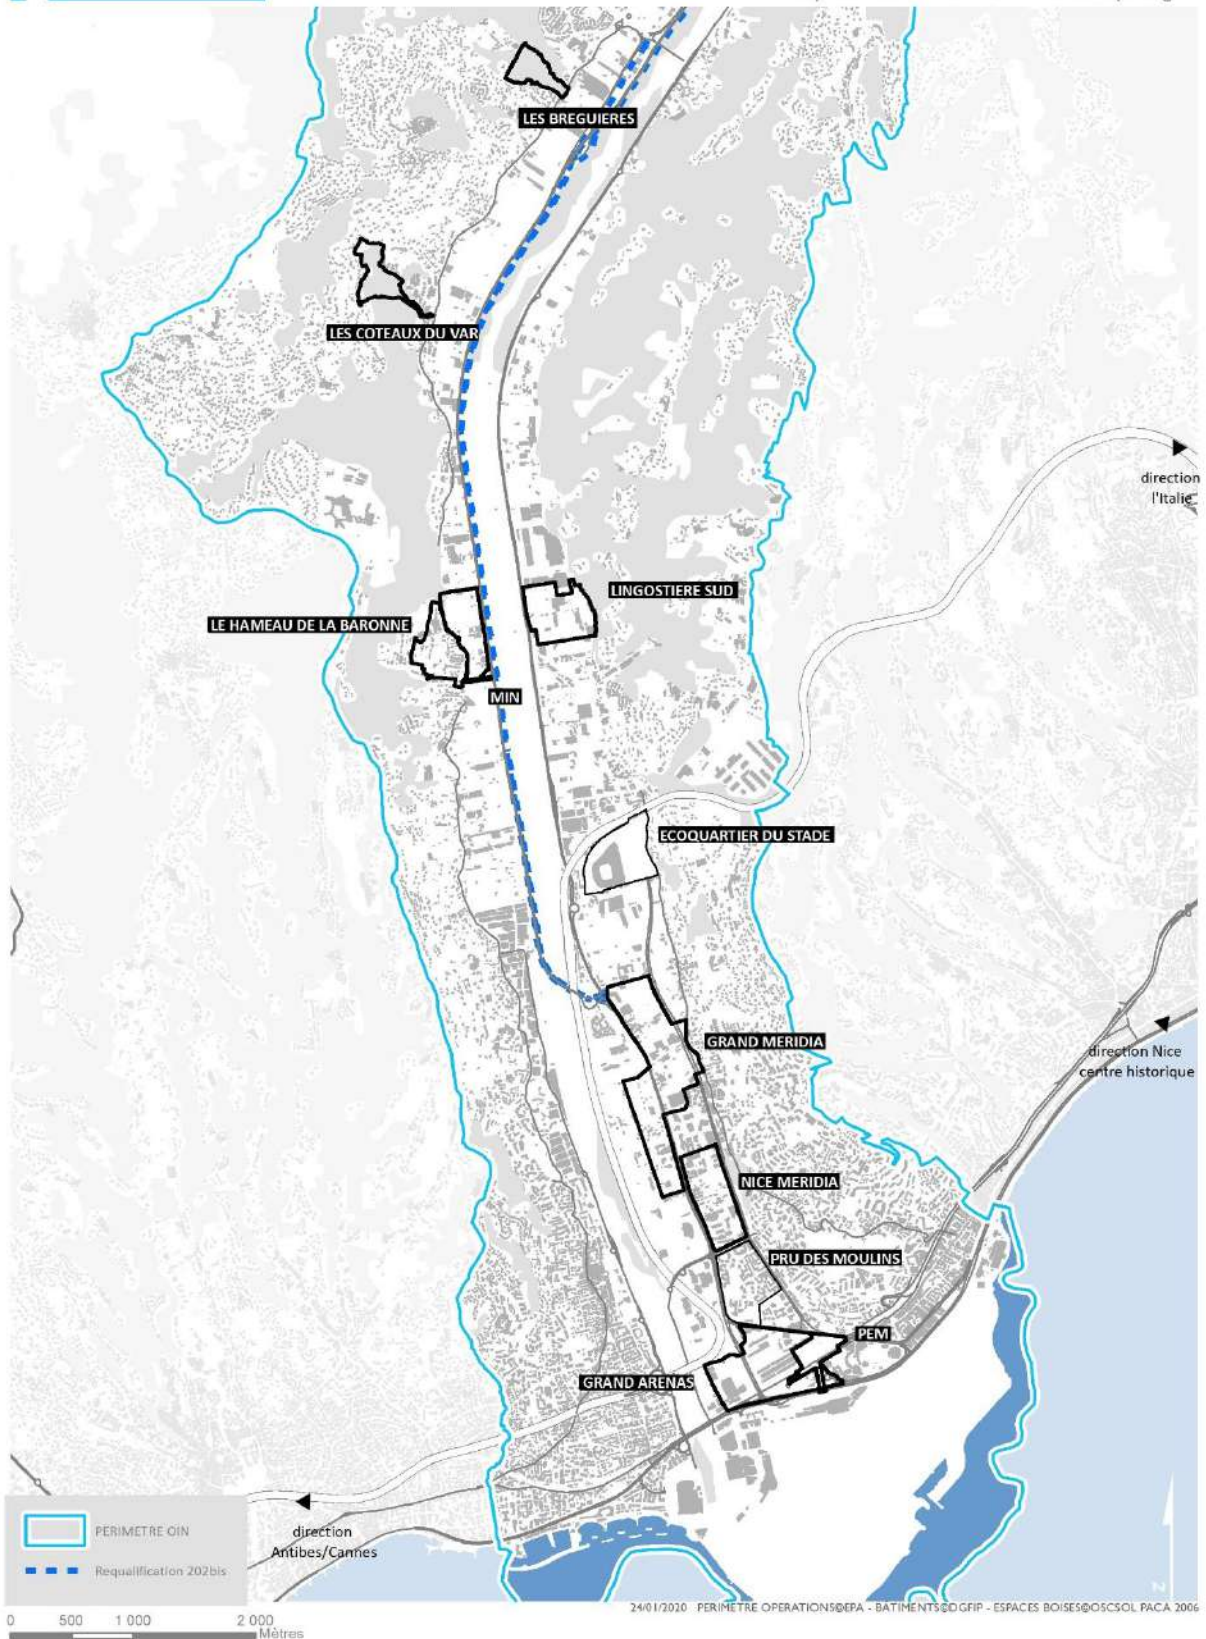 LES BREGUIERES
LES COTEAUX DU VAR
direction
l'Italie
LINGOSTIERE SUD
LE HAMEAU DE LA BARONNE
MIN
ECOQUARTIER DU STADE
GRAND MERIDIA
direction Nice
centre historique
NICE MERIDIA
PRU DES MOULINS
PEM
GRAND ARENAS
PERIMETRE OIN
direction
Antibes/Cannes
Requalification 202bis
24/01/2020 PERIMETRE OPERATIONS©EPA - BATIMENTS©DGFIP - ESPACES BOISES©OSCSOL PACA 2006
0 500 1 000 2 000
Mètres